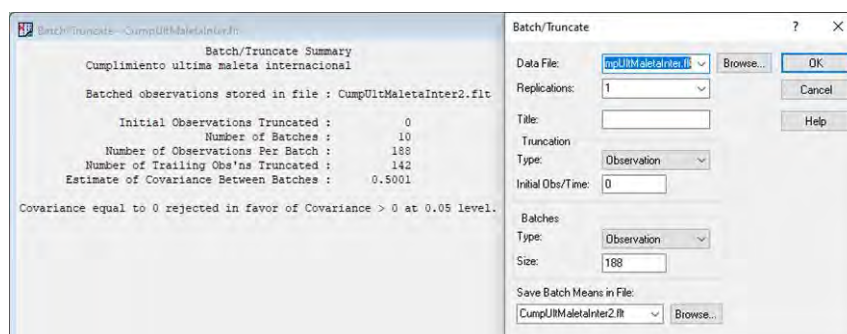 Batch/Truncate - CumpUltMaletaInter.flt
Batch/Truncate Summary
Cumplimiento ultima maleta internacional
Batched observations stored in file : CumpUltMaletaInter2.flt
Initial Observations Truncated : 0
Number of Batches : 10
Number of Observations Per Batch : 188
Number of Trailing Obs'ns Truncated : 142
Estimate of Covariance Between Batches : 0.5001
Covariance equal to 0 rejected in favor of Covariance > 0 at 0.05 level.
Batch/Truncate
? X
Data File: mpUltMaletaInter.flt Browse... OK
Replications: 1 Cancel
Title: Help
Truncation
Type: Observation
Initial Obs/Time: 0
Batches
Type: Observation
Size: 188
Save Batch Means in File:
CumpUltMaletaInter2.flt Browse...